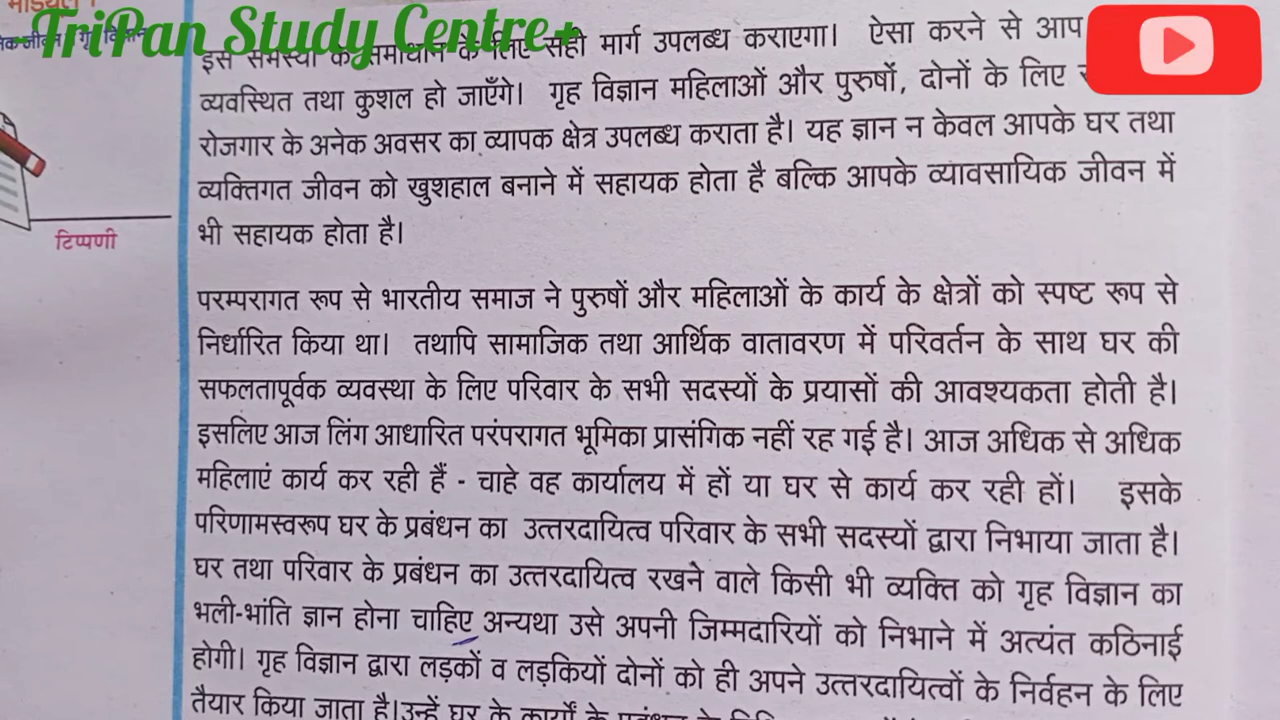 माड्यूल
TriPan Study Centre+
गृह विज्ञान
इस समस्या के समाधान के लिए सही मार्ग उपलब्ध कराएगा। ऐसा करने से आप
व्यवस्थित तथा कुशल हो जाएँगे। गृह विज्ञान महिलाओं और पुरुषों, दोनों के लिए
रोजगार के अनेक अवसर का व्यापक क्षेत्र उपलब्ध कराता है। यह ज्ञान न केवल आपके घर तथा
व्यक्तिगत जीवन को खुशहाल बनाने में सहायक होता है बल्कि आपके व्यावसायिक जीवन में
भी सहायक होता है।
टिप्पणी
परम्परागत रूप से भारतीय समाज ने पुरुषों और महिलाओं के कार्य के क्षेत्रों को स्पष्ट रूप से
निर्धारित किया था। तथापि सामाजिक तथा आर्थिक वातावरण में परिवर्तन के साथ घर की
सफलतापूर्वक व्यवस्था के लिए परिवार के सभी सदस्यों के प्रयासों की आवश्यकता होती है।
इसलिए आज लिंग आधारित परंपरागत भूमिका प्रासंगिक नहीं रह गई है। आज अधिक से अधिक
महिलाएं कार्य कर रही हैं - चाहे वह कार्यालय में हों या घर से कार्य कर रही हों। इसके
परिणामस्वरूप घर के प्रबंधन का उत्तरदायित्व परिवार के सभी सदस्यों द्वारा निभाया जाता है।
घर तथा परिवार के प्रबंधन का उत्तरदायित्व रखने वाले किसी भी व्यक्ति को गृह विज्ञान का
भली-भांति ज्ञान होना चाहिए अन्यथा उसे अपनी जिम्मदारियों को निभाने में अत्यंत कठिनाई
होगी। गृह विज्ञान द्वारा लड़कों व लड़कियों दोनों को ही अपने उत्तरदायित्वों के निर्वहन के लिए
तैयार किया जाता है।उन्हें घर के कार्यों के प्रबंधन के